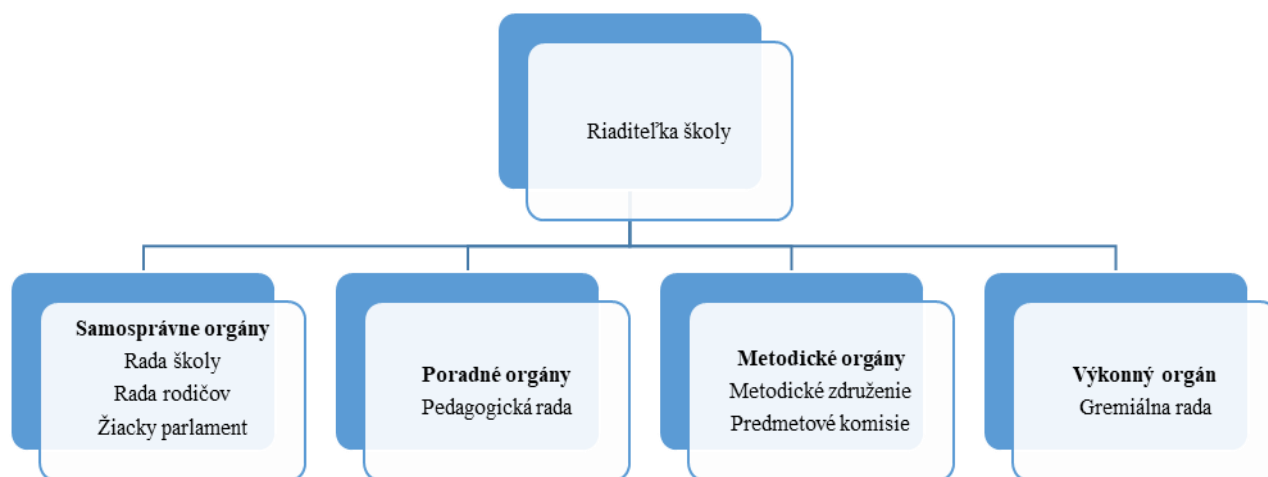 Riaditeľka školy
Samosprávne orgány
Rada školy
Rada rodičov
Žiacky parlament
Poradné orgány
Pedagogická rada
Metodické orgány
Metodické združenie
Predmetové komisie
Výkonný orgán
Gremiálna rada